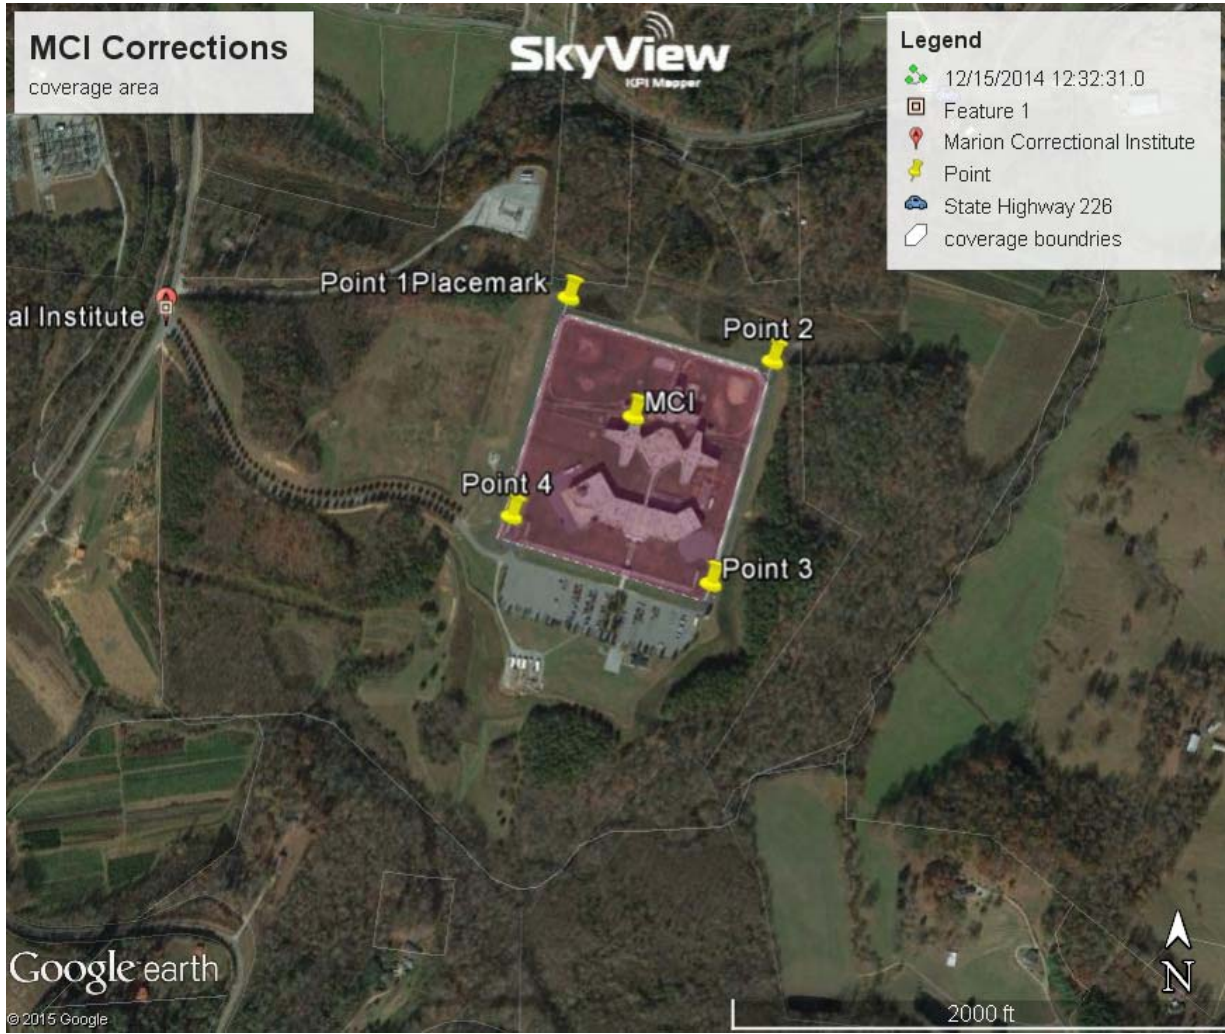 MCI Corrections
coverage area
SkyView
KPI Mapper
Legend
12/15/2014 12:32:31.0
Feature 1
Marion Correctional Institute
Point
State Highway 226
coverage boundries
Point 1Placemark
al Institute
Point 2
MCI
Point 4
Point 3
Google earth
N
© 2015 Google
2000 ft